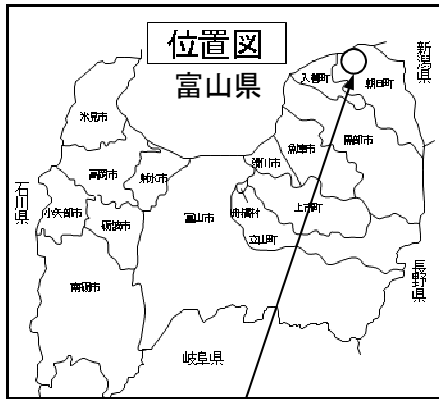 位置図
富山県
新潟県
入善町
朝日町
氷見市
魚津市
黒部市
高岡市
射水市
滑川市
石川県
小矢部市
砺波市
富山市
舟橋村
上市町
立山町
長野県
南砺市
岐阜県